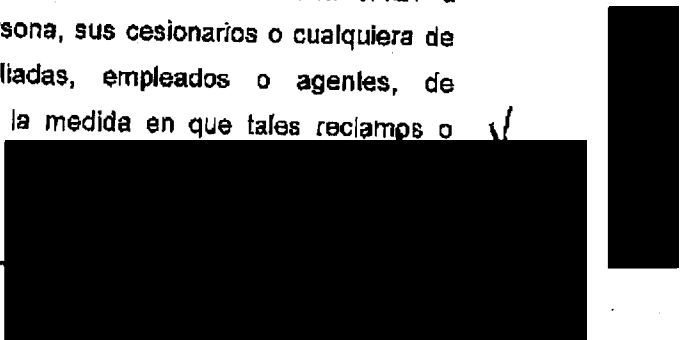 sona, sus cesionarios o cualquiera de
liadas, empleados o agentes, de
la medida en que tales reclamos o